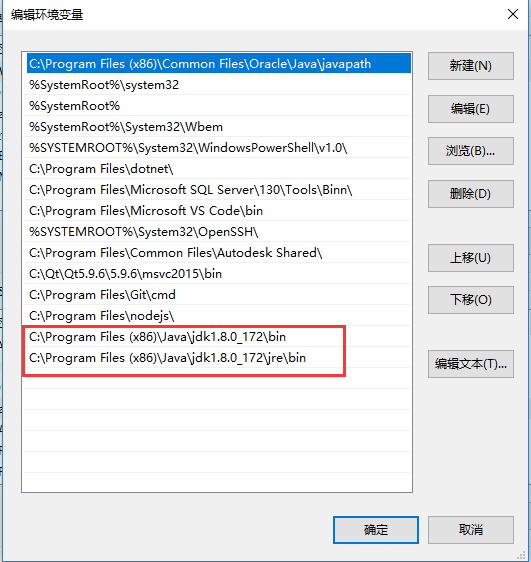 编辑环境变量
C:\Program Files (x86)\Common Files\Oracle\Java\javapath
%SystemRoot%\system32
%SystemRoot%
%SystemRoot%\System32\Wbem
%SYSTEMROOT%\System32\WindowsPowerShell\v1.0\
C:\Program Files\dotnet\
C:\Program Files\Microsoft SQL Server\130\Tools\Binn\
C:\Program Files\Microsoft VS Code\bin
%SYSTEMROOT%\System32\OpenSSH\
C:\Program Files\Common Files\Autodesk Shared\
C:\Qt\Qt5.9.6\5.9.6\msvc2015\bin
C:\Program Files\Git\cmd
C:\Program Files\nodejs\
C:\Program Files (x86)\Java\jdk1.8.0_172\bin
C:\Program Files (x86)\Java\jdk1.8.0_172\jre\bin
新建(N)
编辑(E)
浏览(B)...
删除(D)
上移(U)
下移(O)
编辑文本(T)...
确定
取消